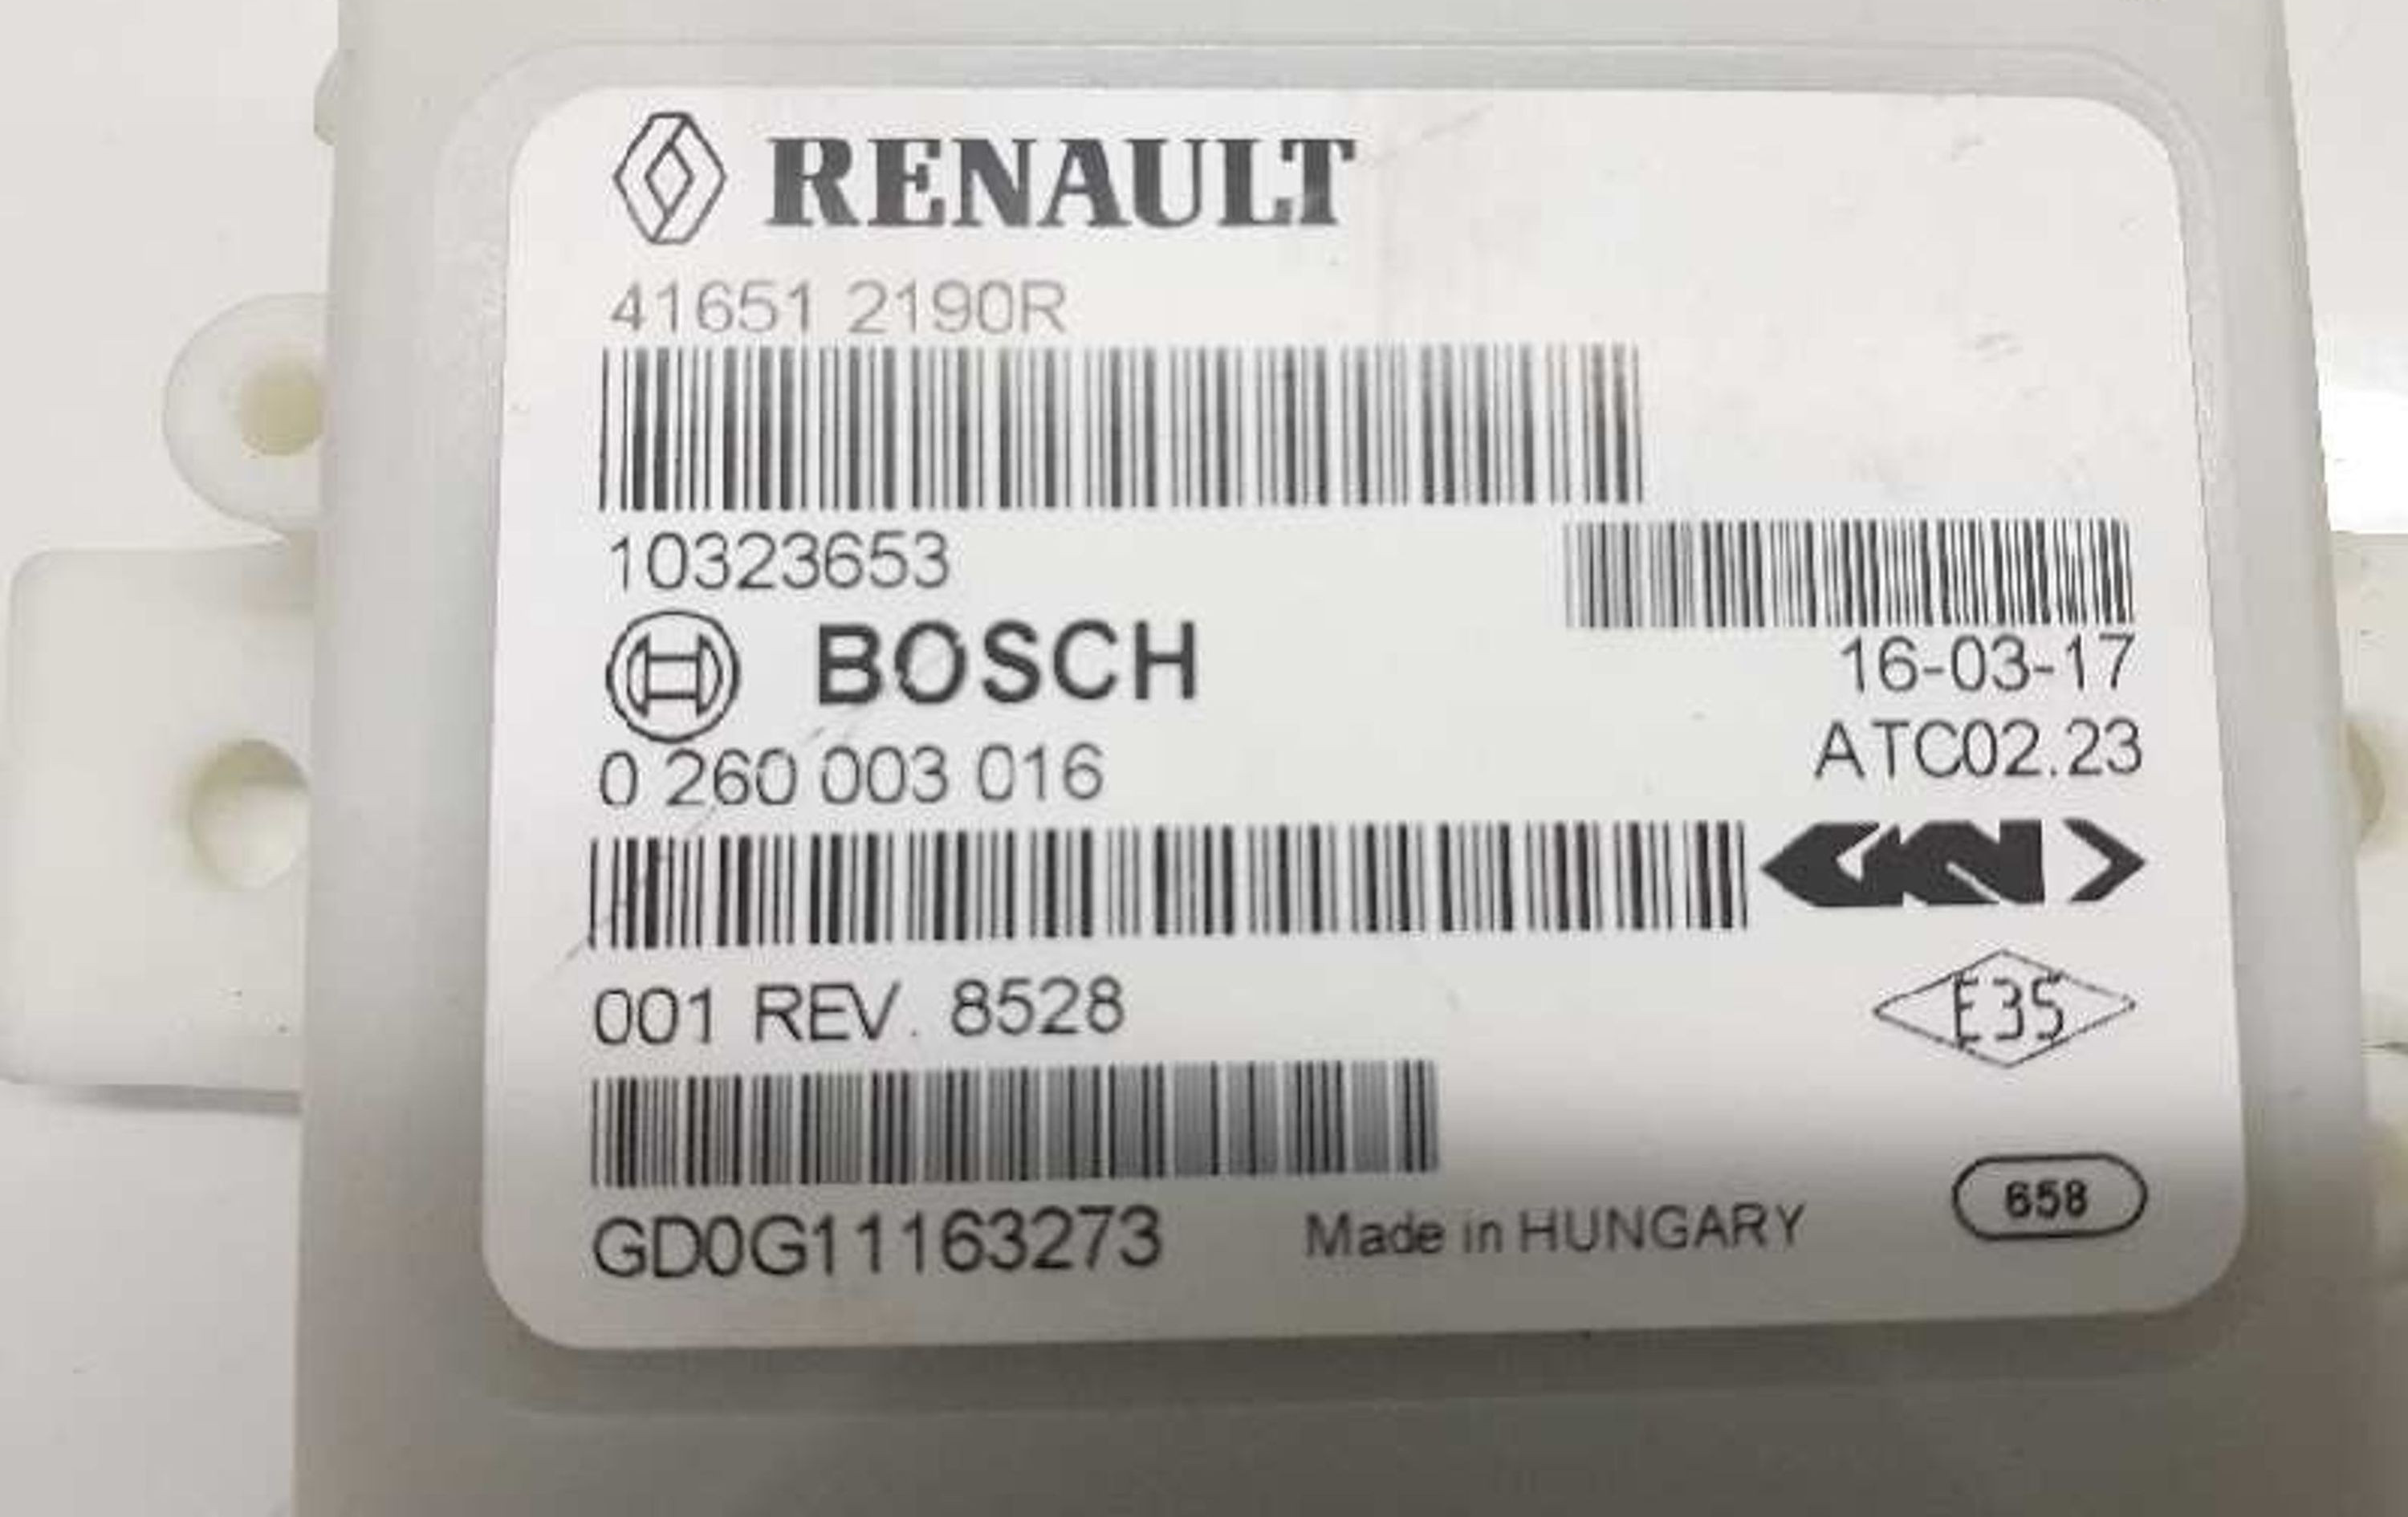 RENAULT
41651 2190R
10323653
BOSCH
16-03-17
0 260 003 016
ATC02.23
GKN
001 REV. 8528
E35
GD0G11163273
Made in HUNGARY
658